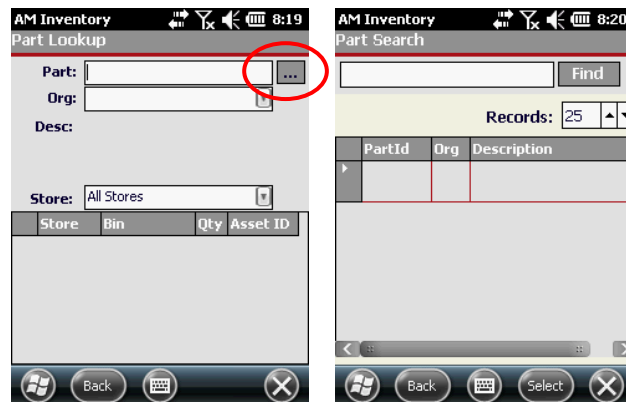 AM Inventory 8:19
Part Lookup
Part: ...
Org:
Desc:
Store: All Stores
Store Bin Qty Asset ID
Back
AM Inventory 8:20
Part Search
Find
Records: 25
PartId Org Description
Back Select